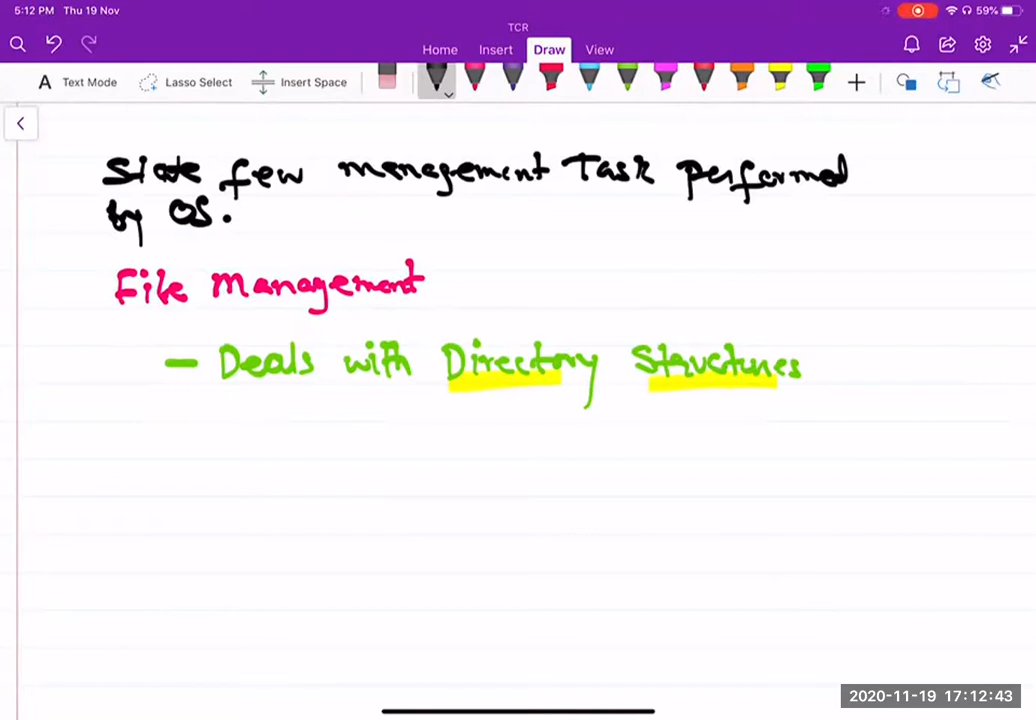 5:12 PM Thu 19 Nov
59%
TCR
Home Insert Draw View
A Text Mode Lasso Select Insert Space
State few menagement Task performed
by OS.
File Management
- Deals with Directory Structures
2020-11-19 17:12:43